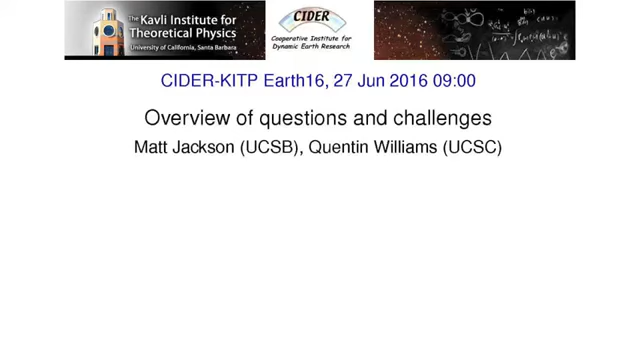 The Kavli Institute for
Theoretical Physics
University of California, Santa Barbara
CIDER
Cooperative Institute for
Dynamic Earth Research
CIDER-KITP Earth16, 27 Jun 2016 09:00
Overview of questions and challenges
Matt Jackson (UCSB), Quentin Williams (UCSC)